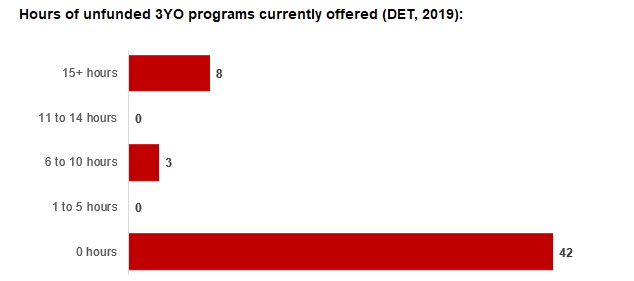 Hours of unfunded 3YO programs currently offered (DET, 2019):
15+ hours 8
11 to 14 hours 0
6 to 10 hours 3
1 to 5 hours 0
0 hours 42